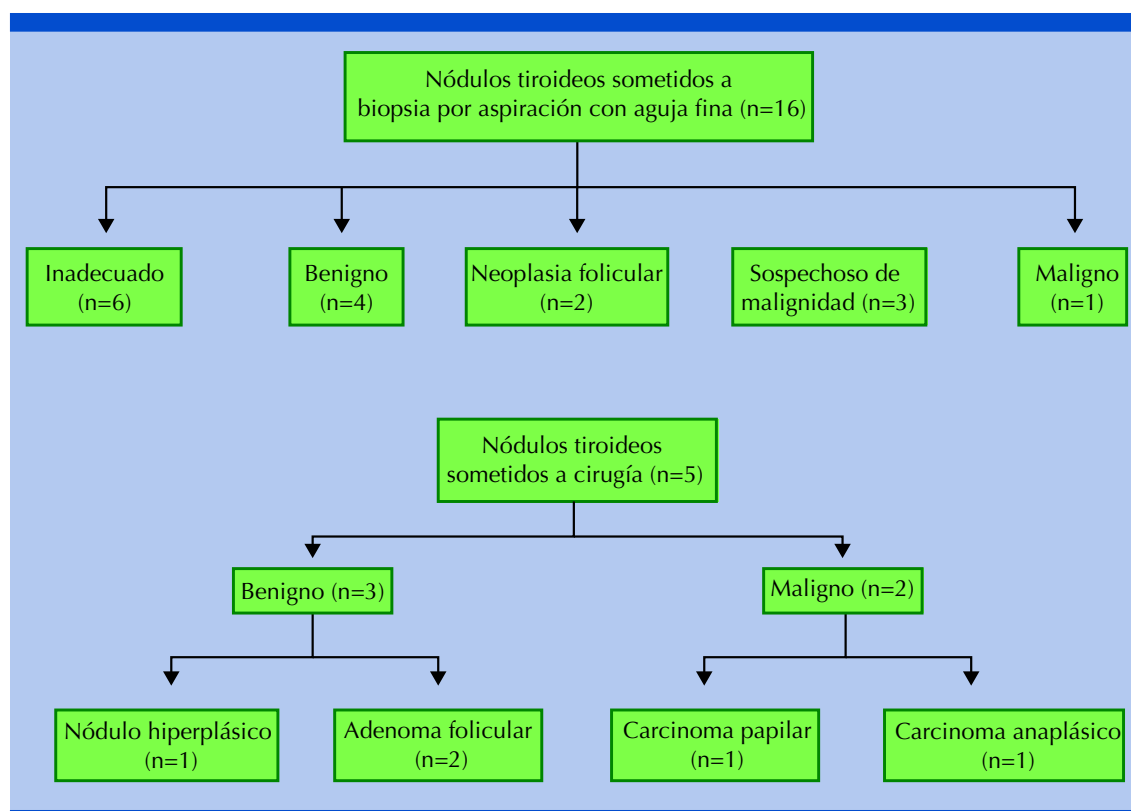 Nódulos tiroideos sometidos a
biopsia por aspiración con aguja fina (n=16)
Inadecuado
(n=6)
Benigno
(n=4)
Neoplasia folicular
(n=2)
Sospechoso de
malignidad (n=3)
Maligno
(n=1)
Nódulos tiroideos
sometidos a cirugía (n=5)
Benigno (n=3)
Maligno (n=2)
Nódulo hiperplásico
(n=1)
Adenoma folicular
(n=2)
Carcinoma papilar
(n=1)
Carcinoma anaplásico
(n=1)